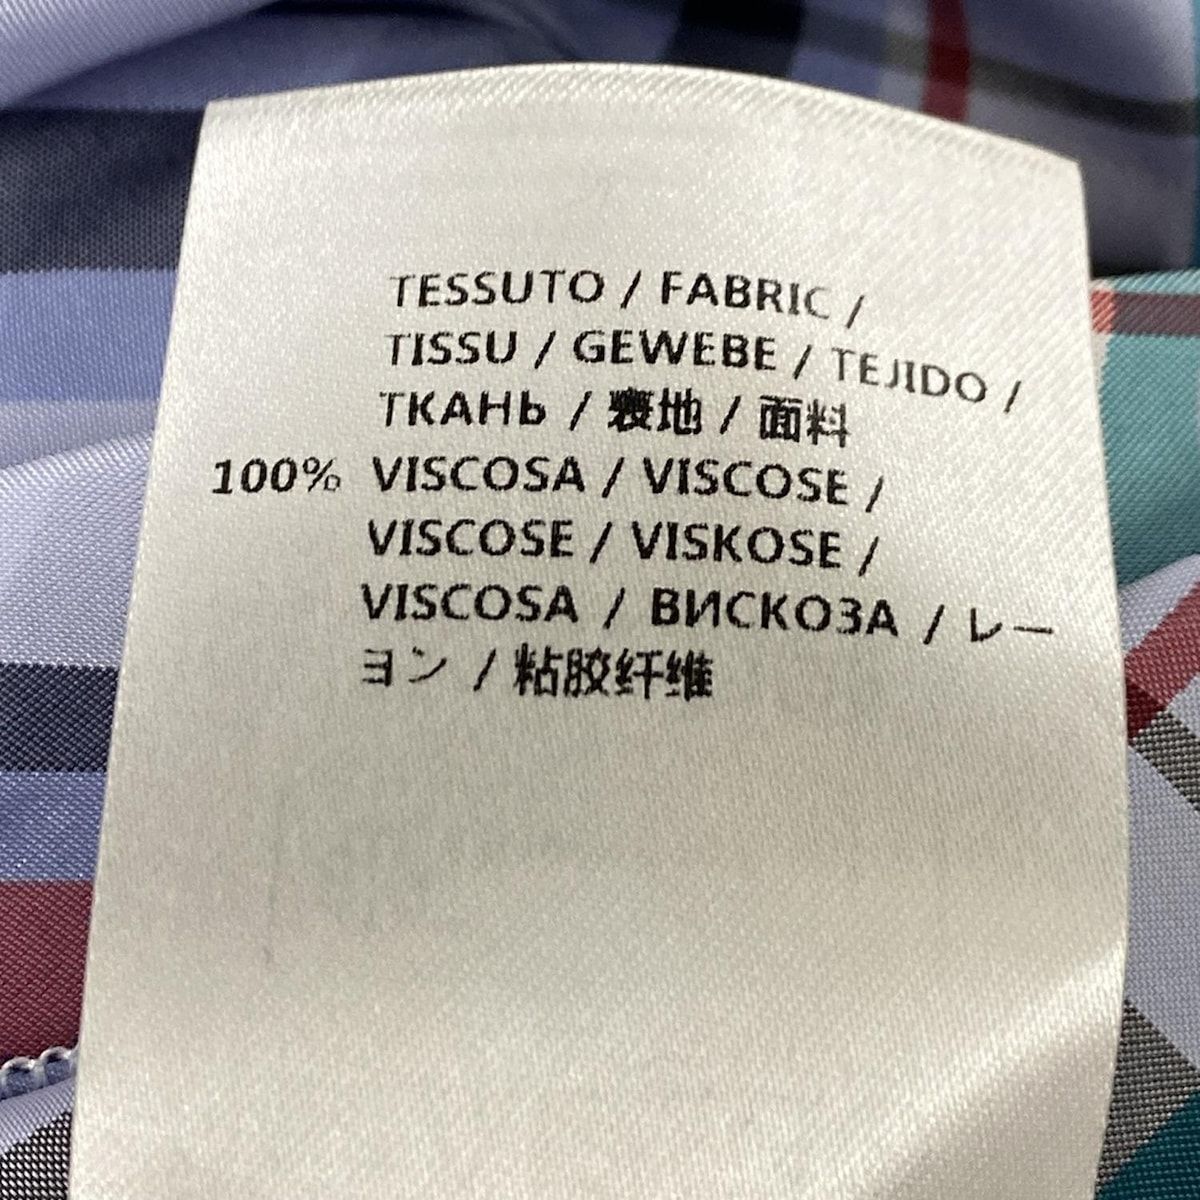 TESSUTO / FABRIC /
TISSU / GEWEBE / TEJIDO /
ТКАНЬ / 裏地 / 面料
100% VISCOSA / VISCOSE /
VISCOSE / VISKOSE /
VISCOSA / ВИСКОЗА / レー
ヨン / 粘胶纤维